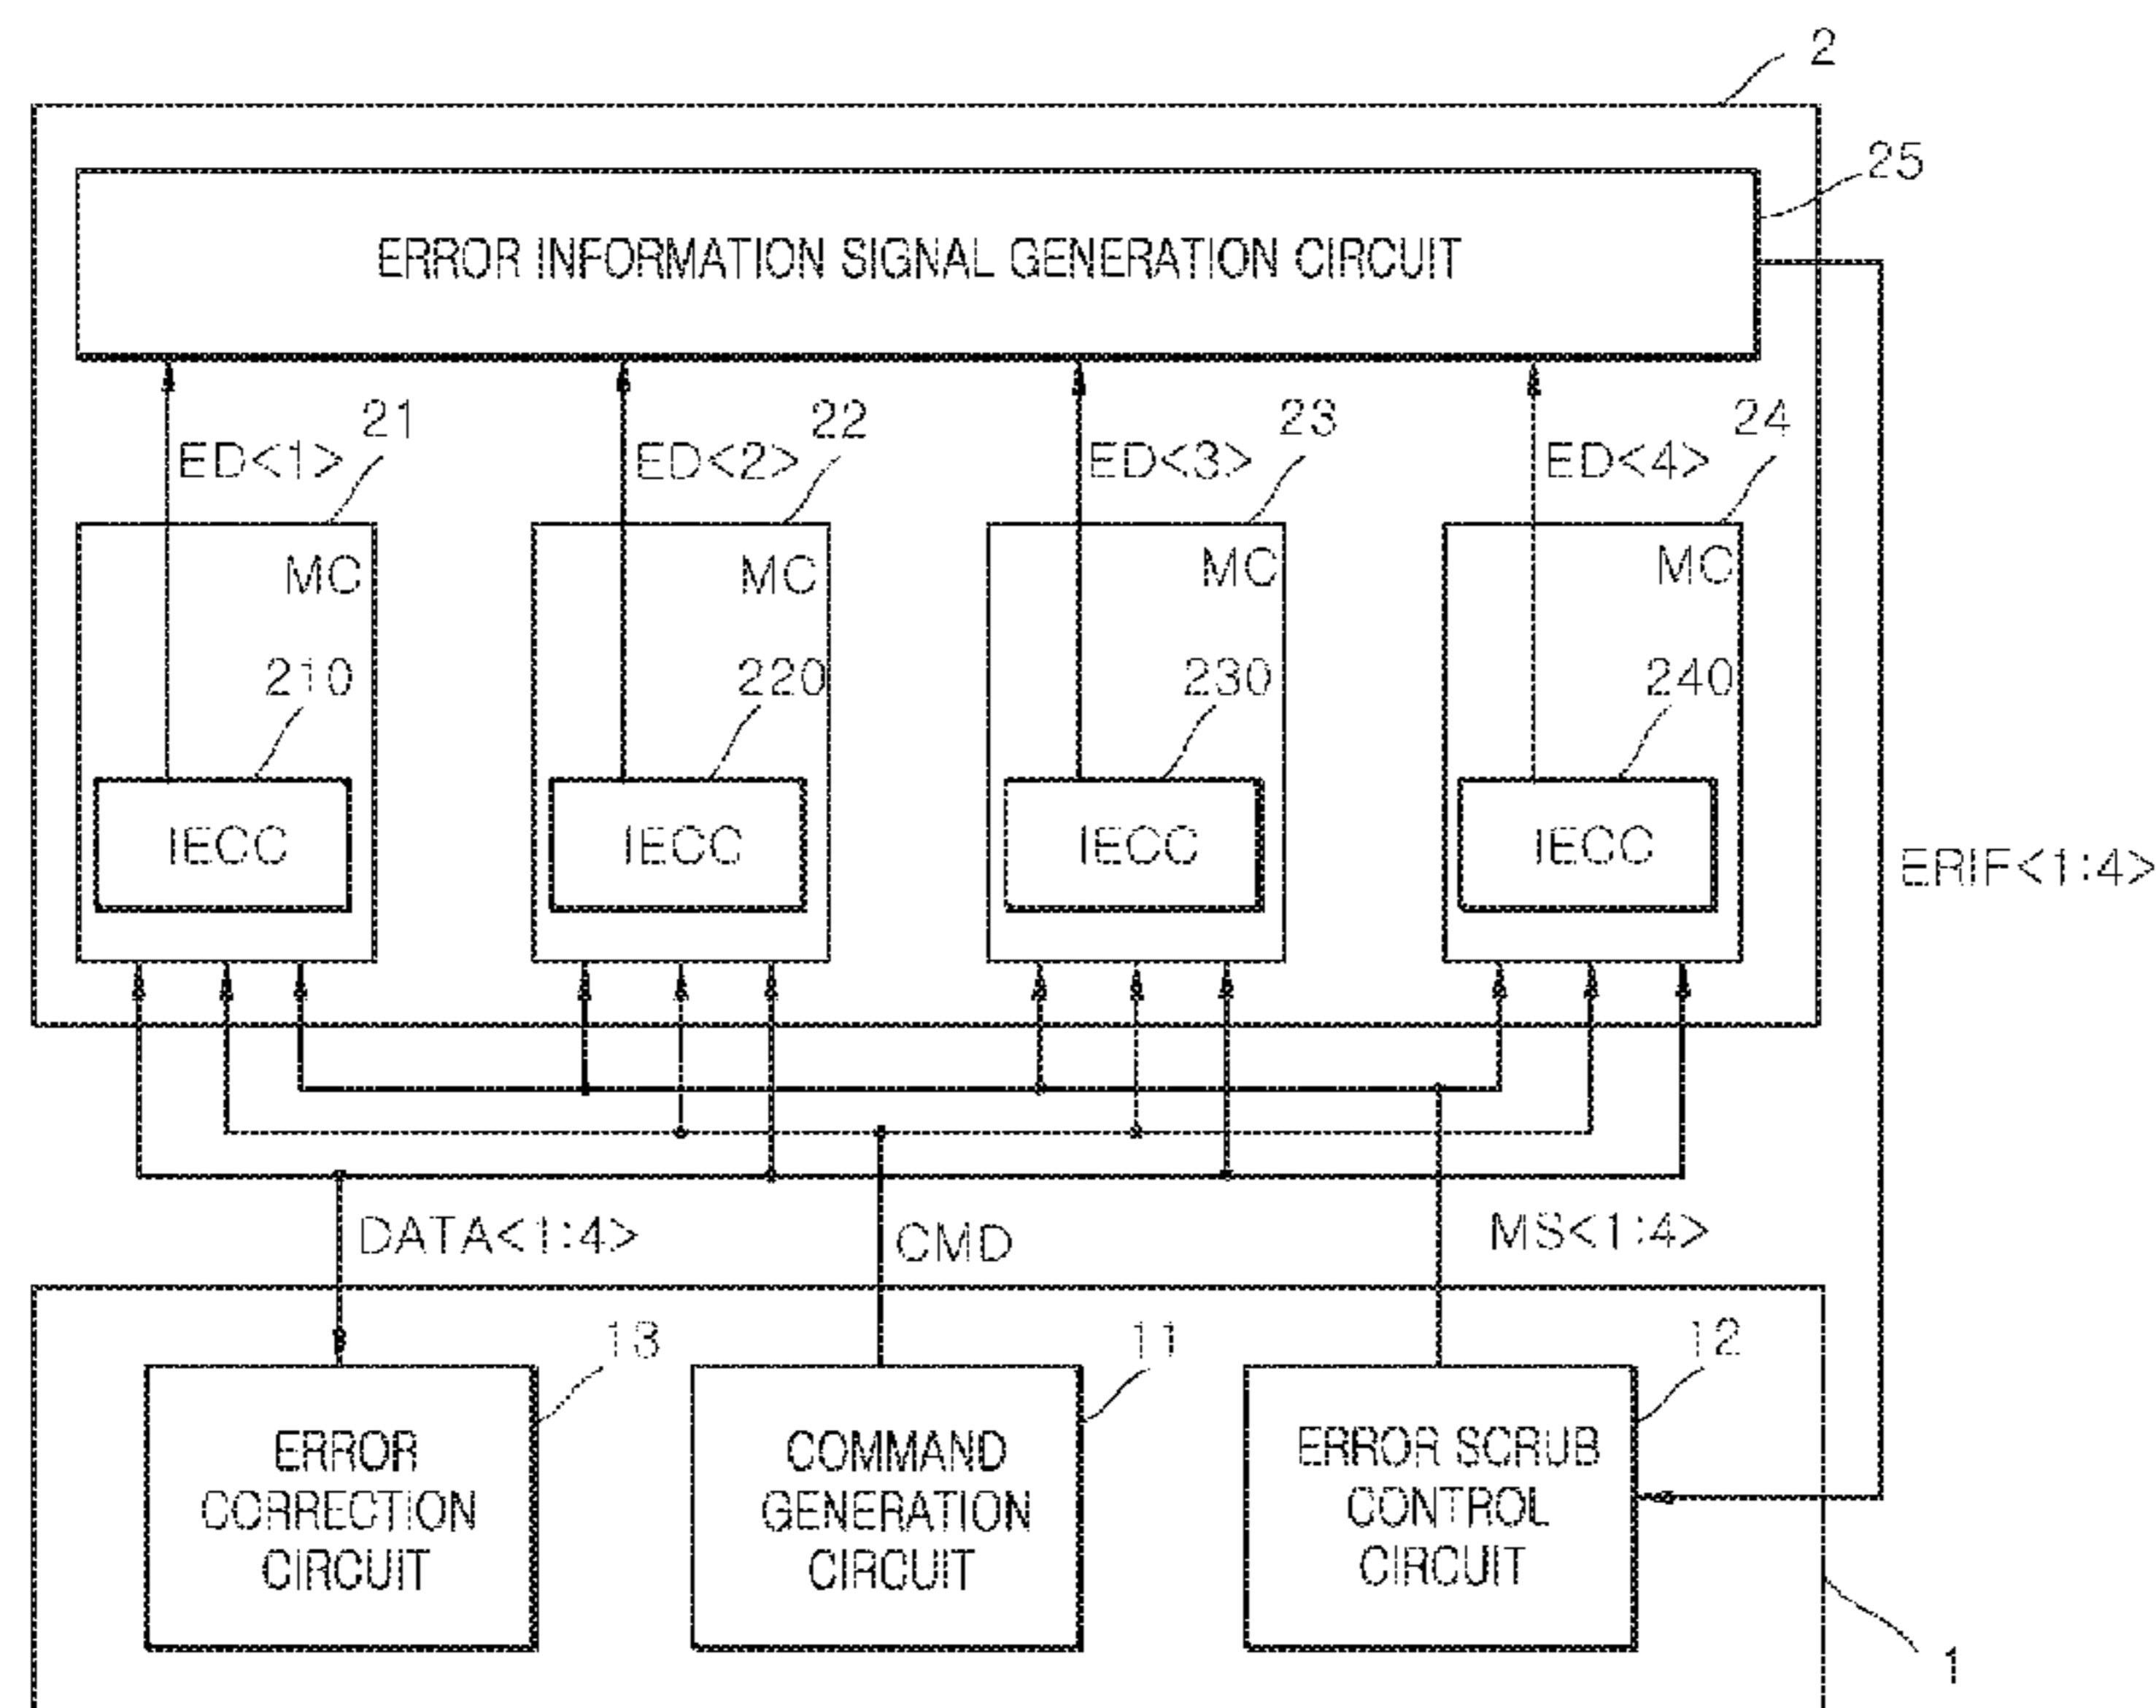 2
25
ERROR INFORMATION SIGNAL GENERATION CIRCUIT
ED<1> 21 ED<2> 22 ED<3> 23 ED<4> 24
MC MC MC MC
210 220 230 240
IECC IECC IECC IECC
ERIF<1:4>
DATA<1:4> CMD MS<1:4>
13 11 12
ERROR
CORRECTION
CIRCUIT
COMMAND
GENERATION
CIRCUIT
ERROR SCRUB
CONTROL
CIRCUIT
1